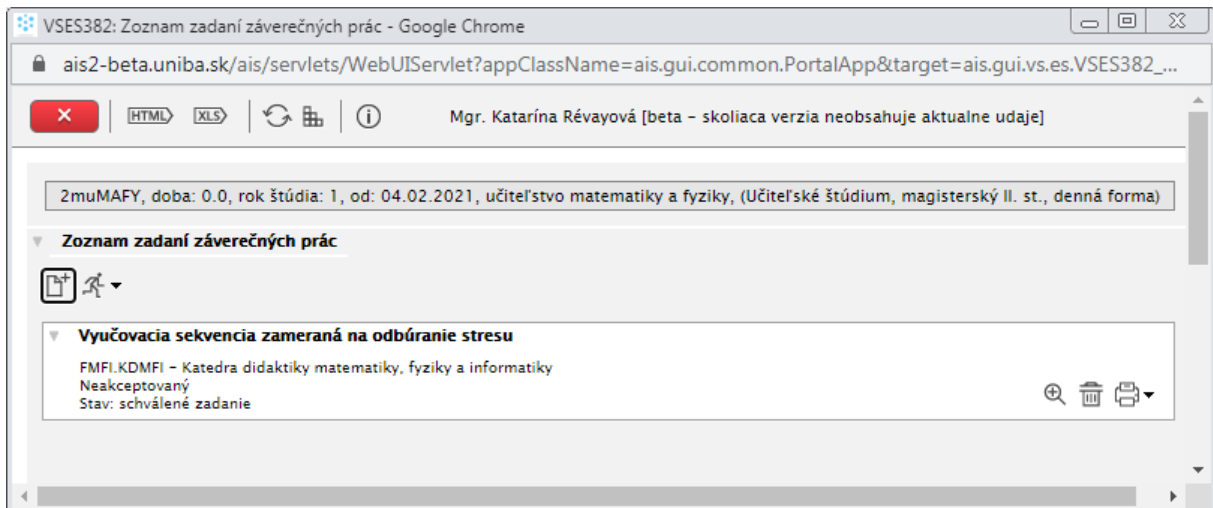 VSES382: Zoznam zadaní záverečných prác - Google Chrome
ais2-beta.uniba.sk/ais/servlets/WebUIServlet?appClassName=ais.gui.common.PortalApp&target=ais.gui.vs.es.VSES382_...
HTML XLS Mgr. Katarína Révayová [beta – skoliaca verzia neobsahuje aktualne udaje]
2muMAFY, doba: 0.0, rok štúdia: 1, od: 04.02.2021, učiteľstvo matematiky a fyziky, (Učiteľské štúdium, magisterský II. st., denná forma)
Zoznam zadaní záverečných prác
Vyučovacia sekvencia zameraná na odbúranie stresu
FMFI.KDMFI – Katedra didaktiky matematiky, fyziky a informatiky
Neakceptovaný
Stav: schválené zadanie